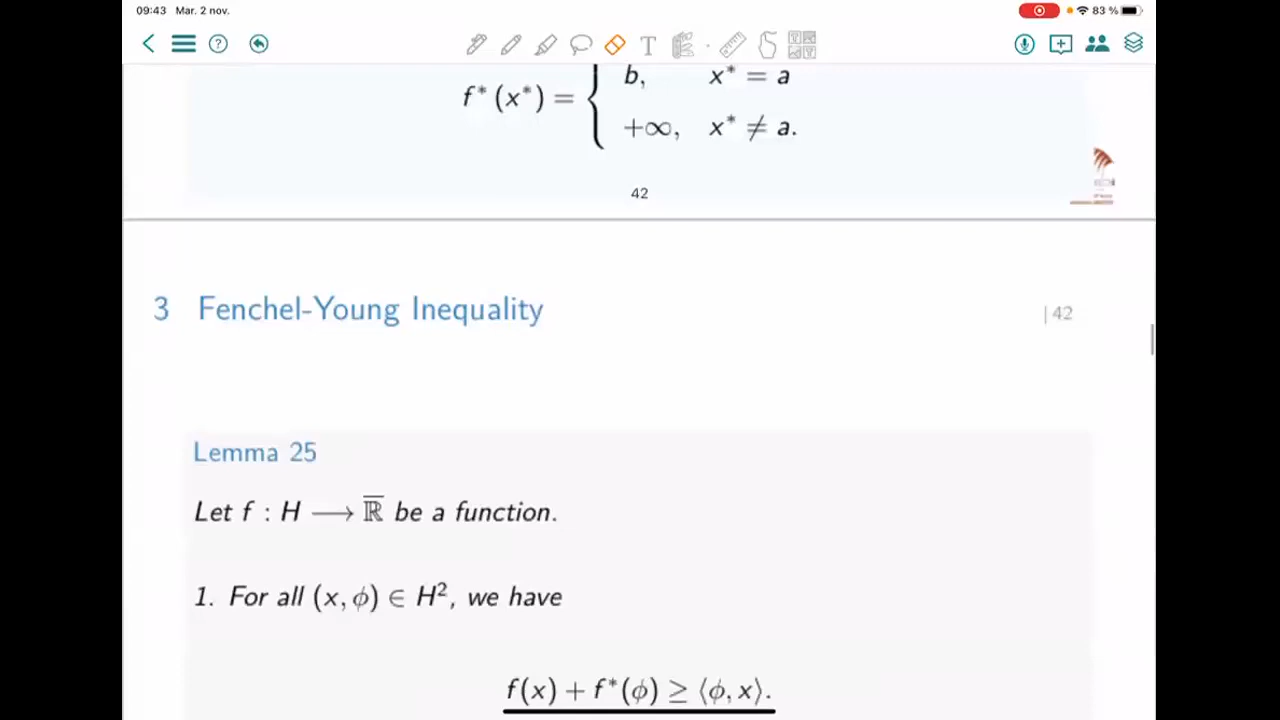 09:43 Mar. 2 nov. 83 %
T
b, x* = a
f* (x*) =
+∞, x* ≠ a.
42
3 Fenchel-Young Inequality | 42
Lemma 25
Let f : H ⟶ ℝ̅ be a function.
1. For all (x, ϕ) ∈ H², we have
f(x) + f*(ϕ) ≥ ⟨ϕ, x⟩.